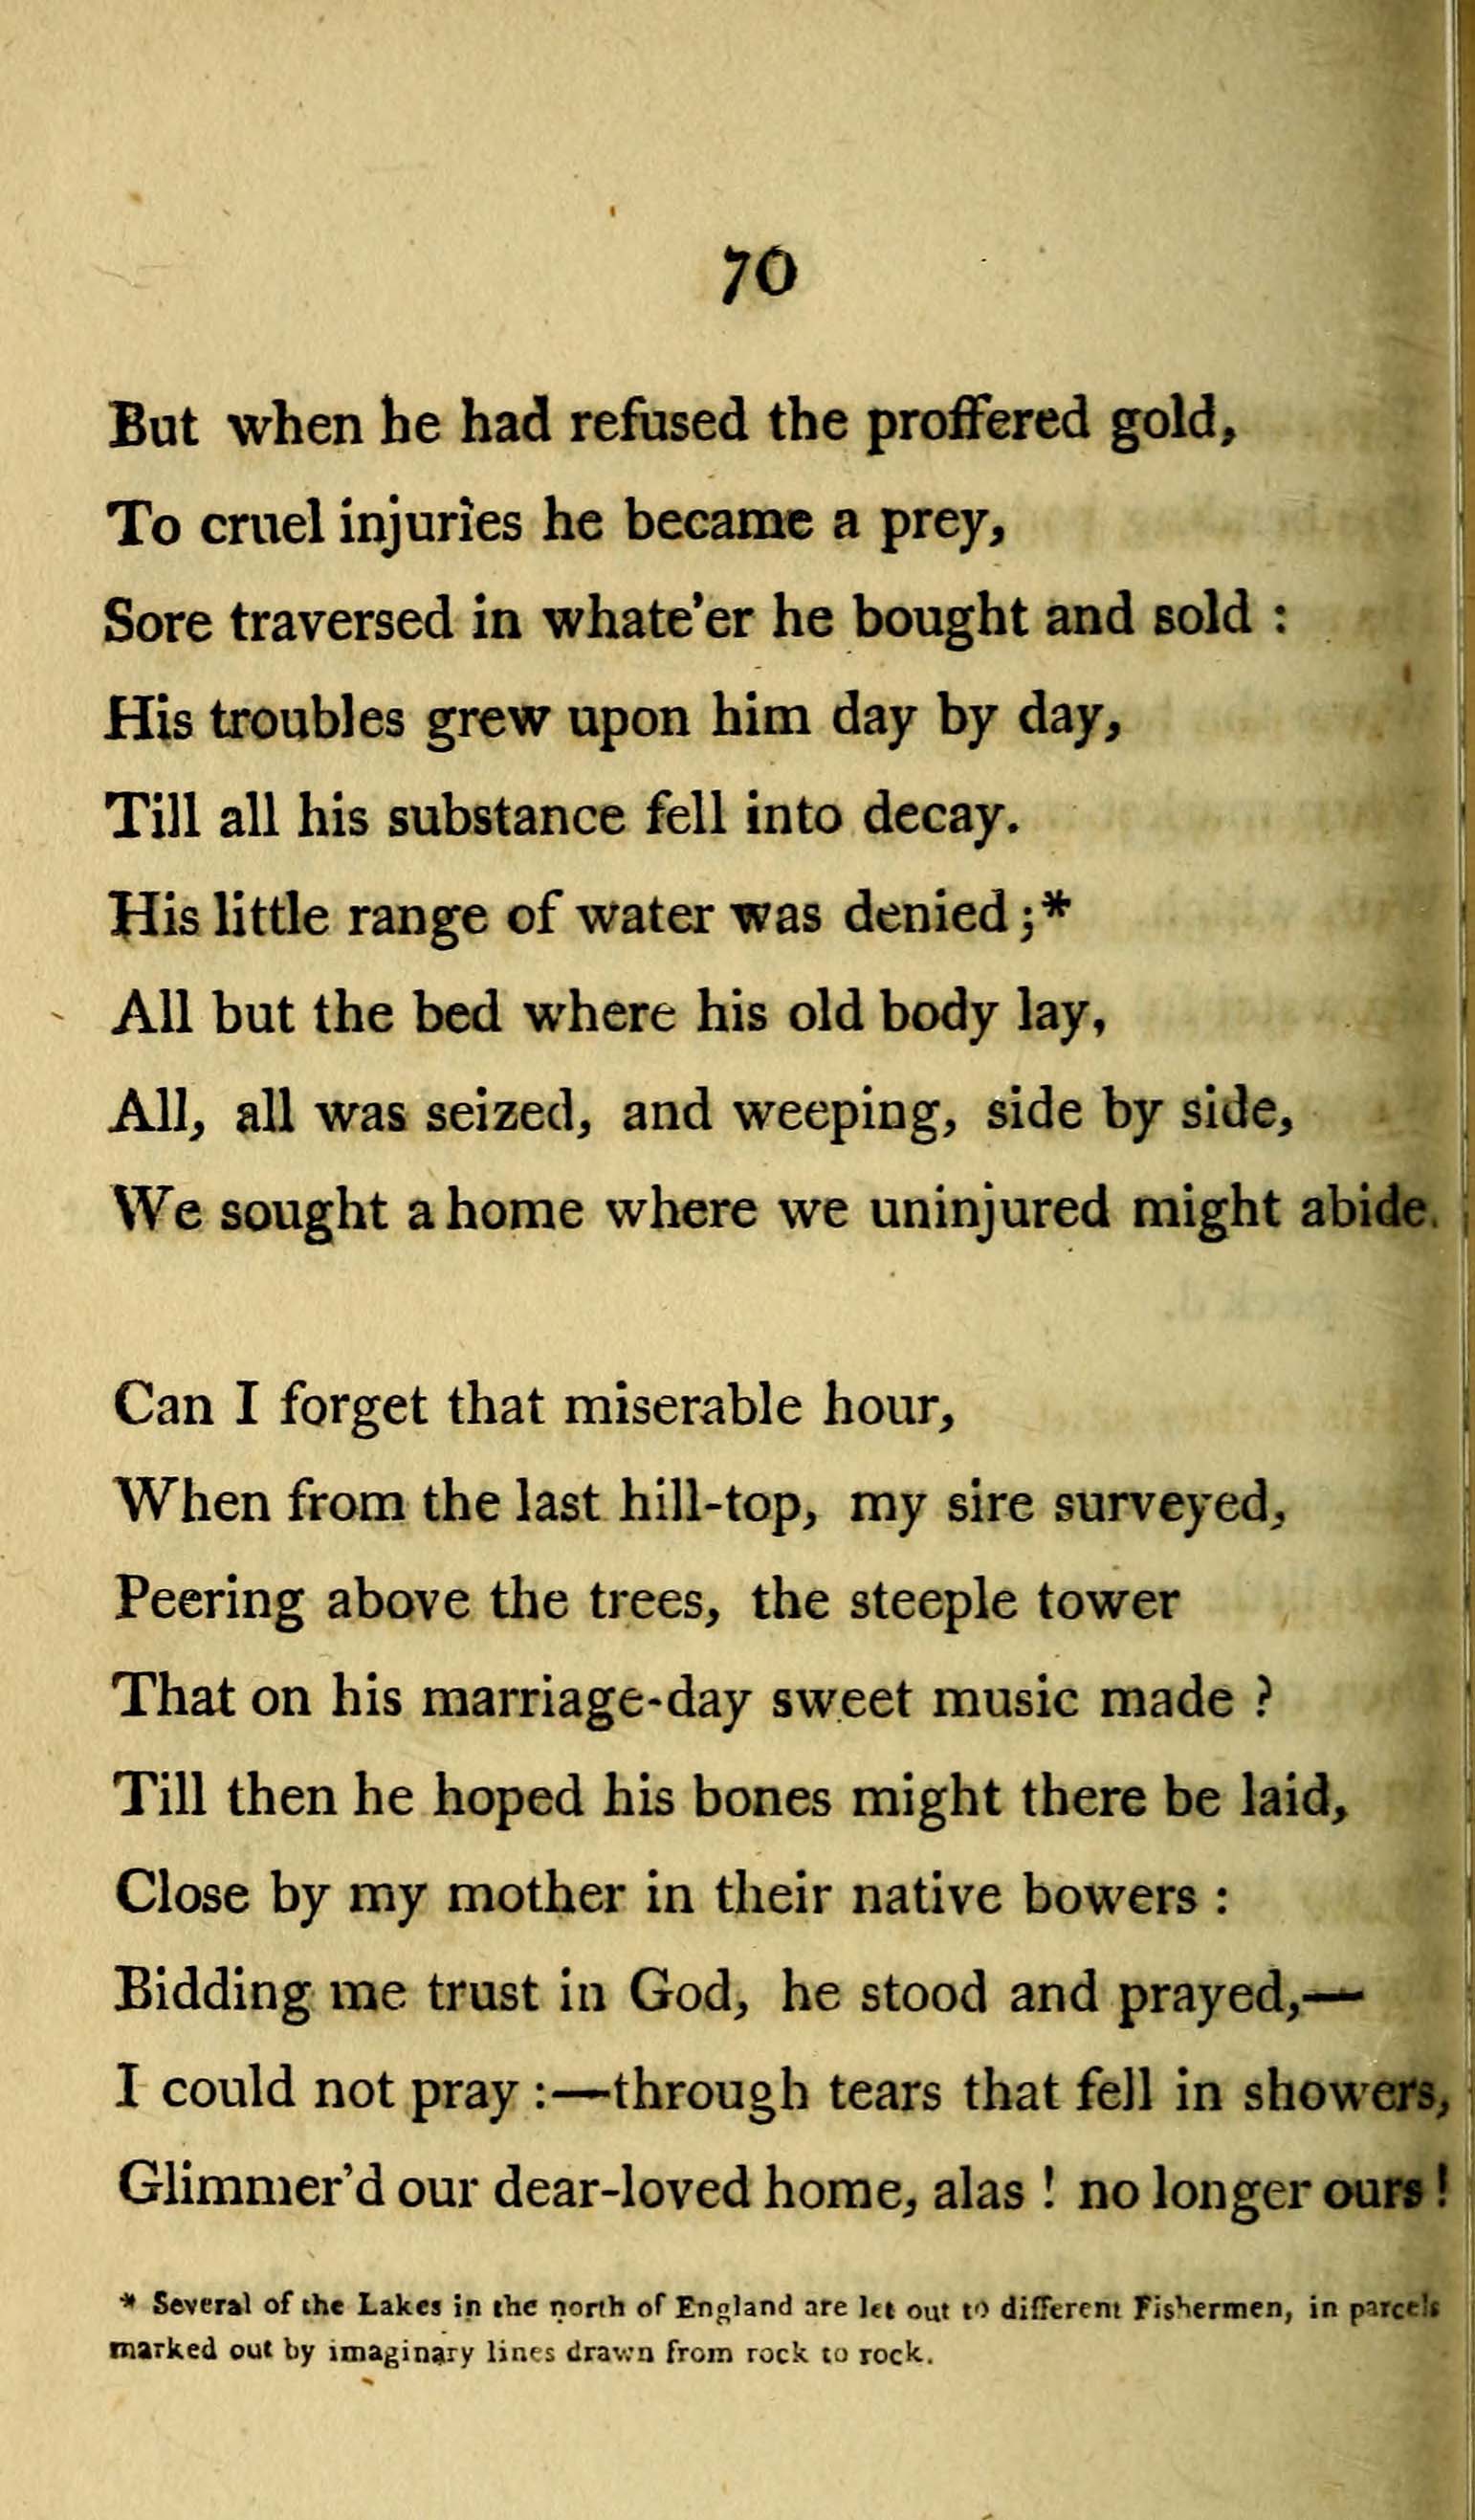 70
But when he had refused the proffered gold,
To cruel injuries he became a prey,
Sore traversed in whate'er he bought and sold :
His troubles grew upon him day by day,
Till all his substance fell into decay.
His little range of water was denied ;*
All but the bed where his old body lay,
All, all was seized, and weeping, side by side,
We sought a home where we uninjured might abide.
Can I forget that miserable hour,
When from the last hill-top, my sire surveyed,
Peering above the trees, the steeple tower
That on his marriage-day sweet music made ?
Till then he hoped his bones might there be laid,
Close by my mother in their native bowers :
Bidding me trust in God, he stood and prayed,—
I could not pray :—through tears that fell in showers,
Glimmer'd our dear-loved home, alas ! no longer ours !
* Several of the Lakes in the north of England are let out to different Fishermen, in parcels
marked out by imaginary lines drawn from rock to rock.